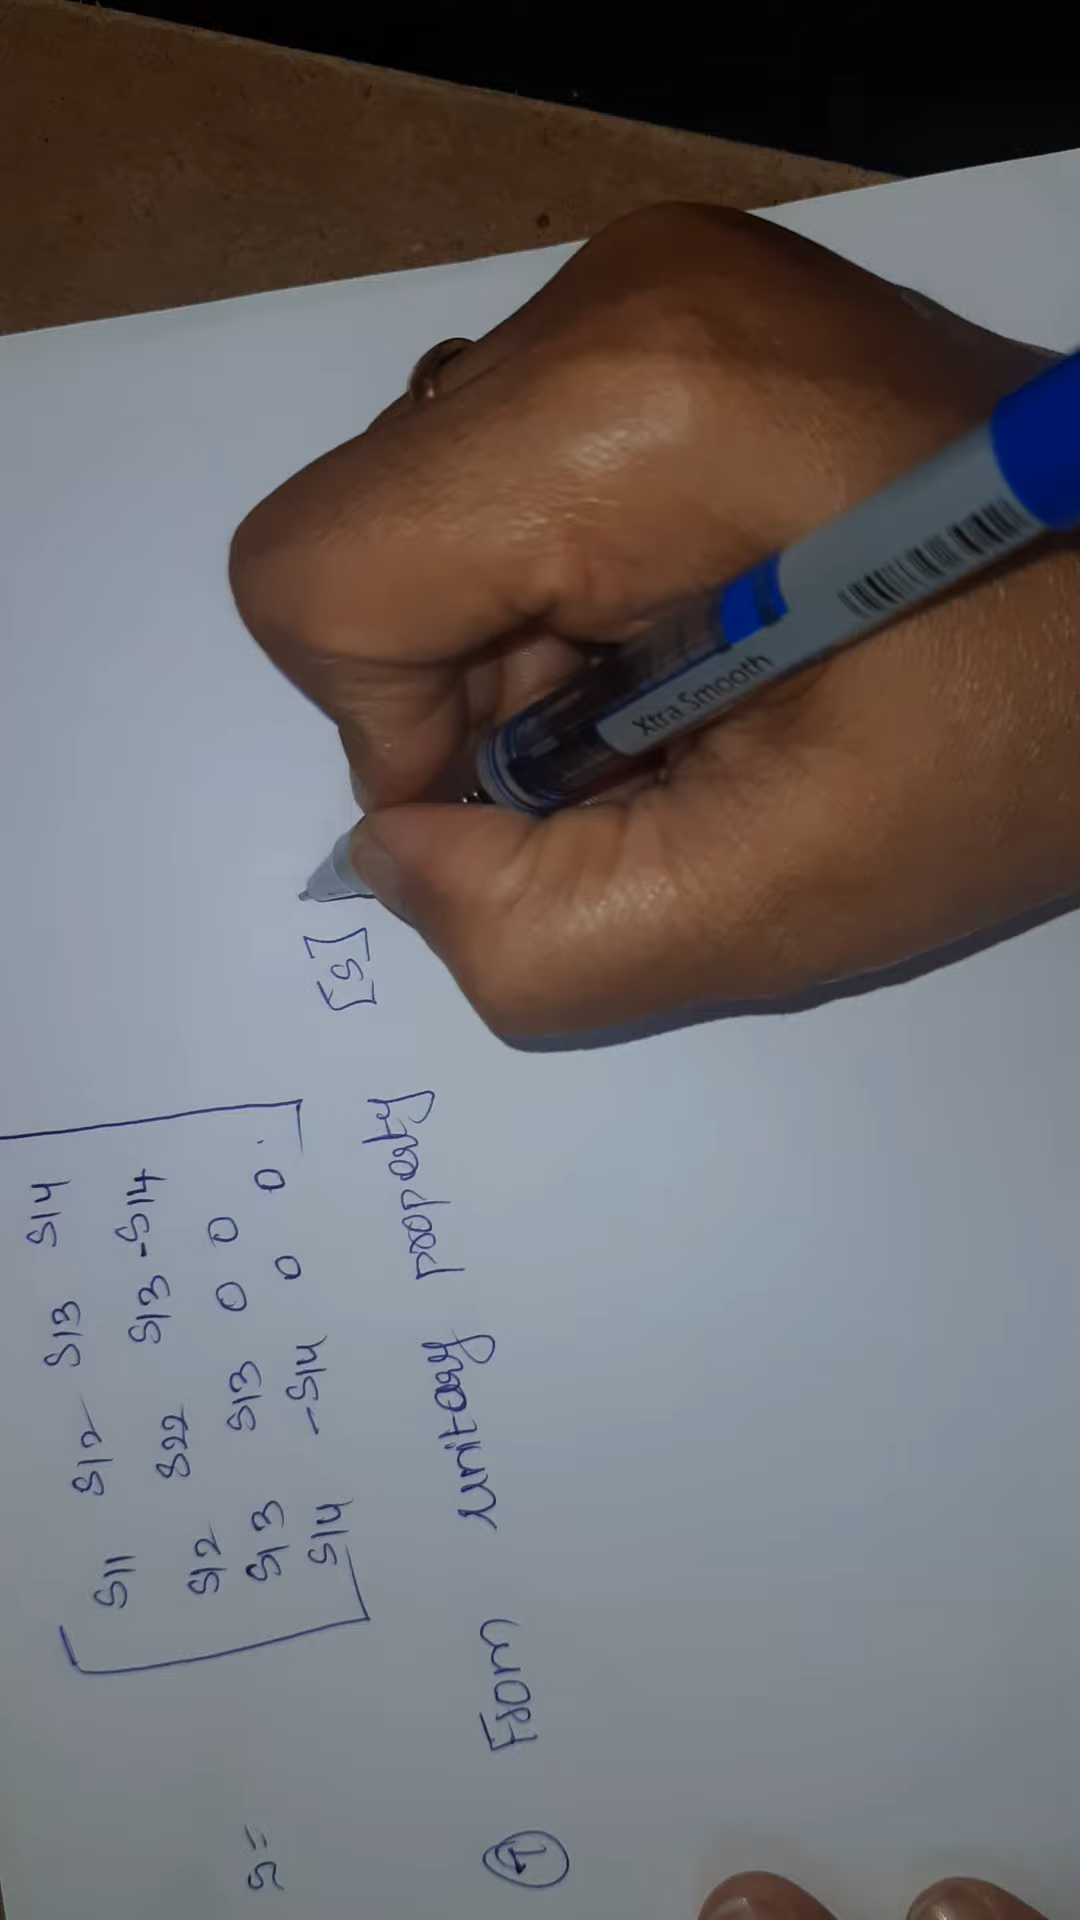 S11 S12 S13 S14
S12 S22 S13 -S14
S= S13 S13 0 0
S14 -S14 0 0
7 From unitary property [S]
Xtra Smooth